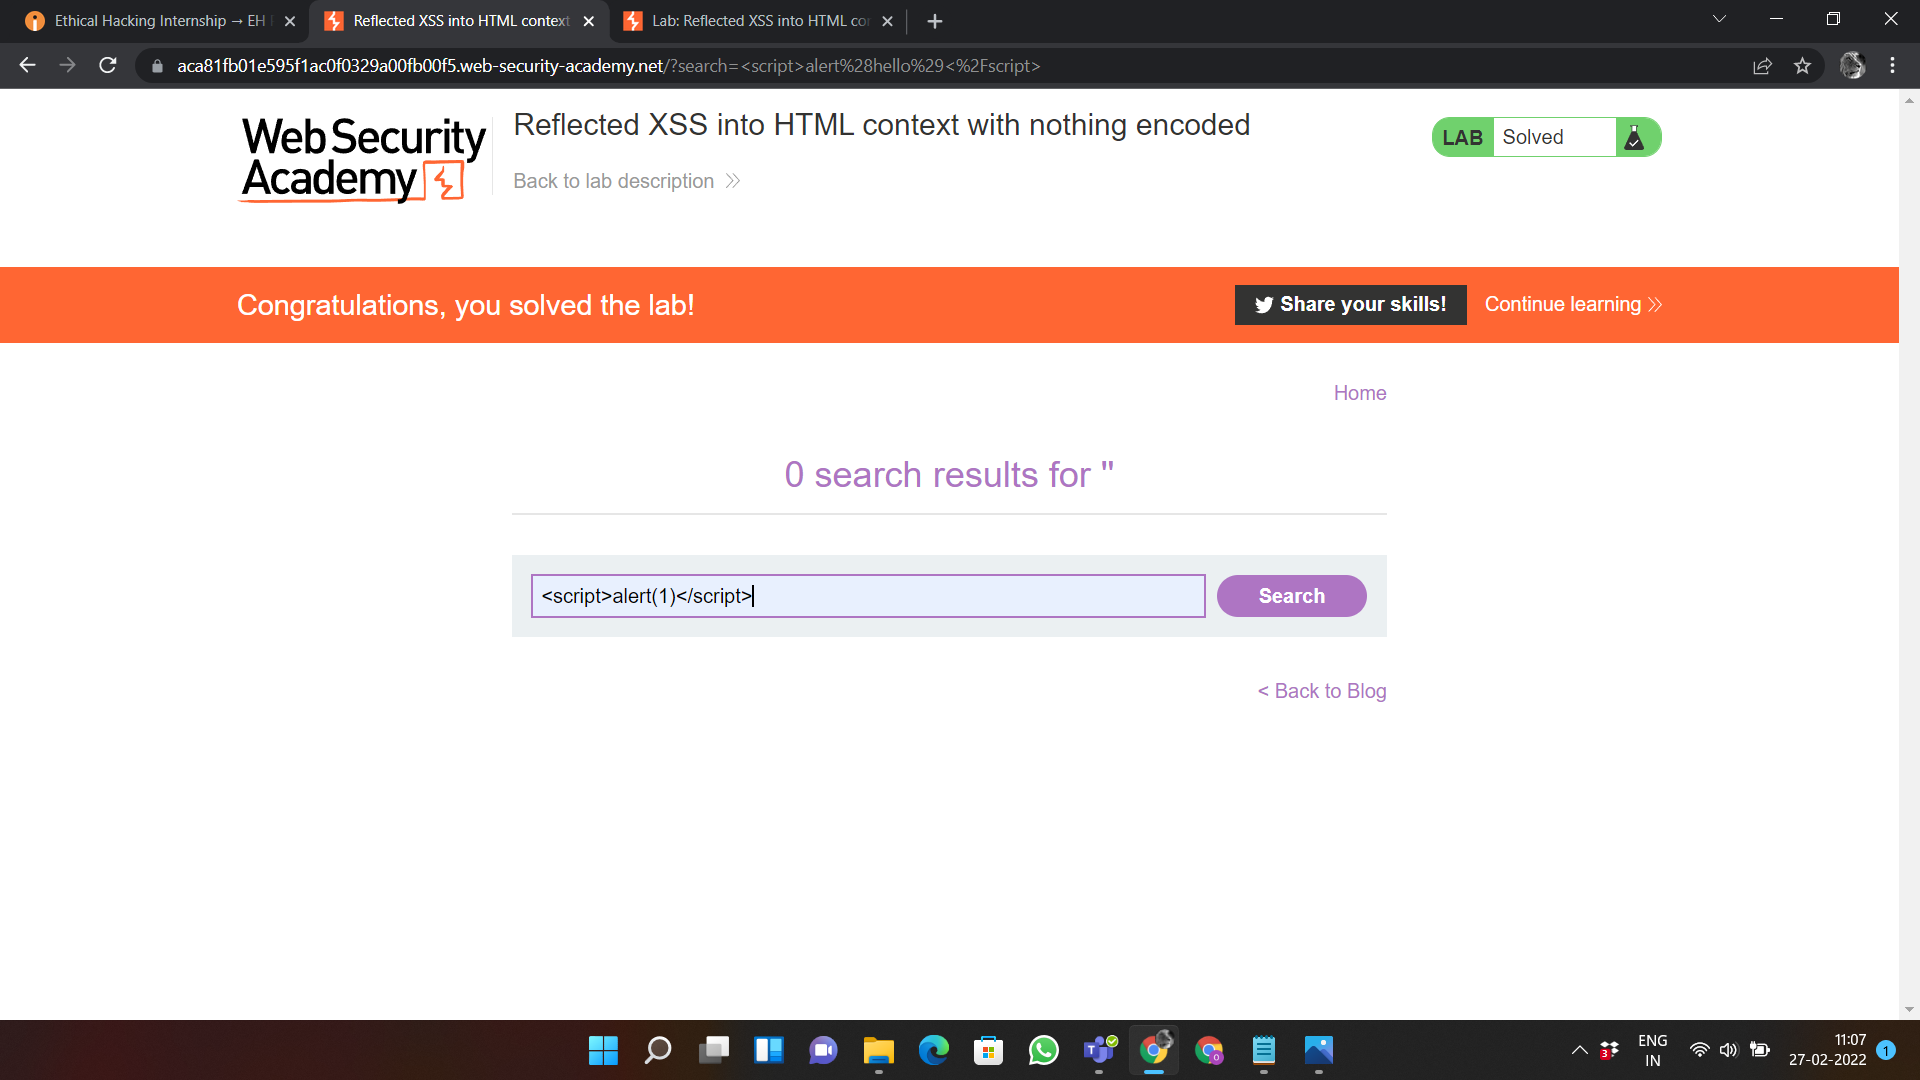 Ethical Hacking Internship → EH
Reflected XSS into HTML context
Lab: Reflected XSS into HTML co
aca81fb01e595f1ac0f0329a00fb00f5.web-security-academy.net/?search=<script>alert%28hello%29<%2Fscript>
Web Security
Academy
Reflected XSS into HTML context with nothing encoded
Back to lab description
LAB Solved
Congratulations, you solved the lab!
Share your skills!
Continue learning
Home
0 search results for ''
<script>alert(1)</script>
Search
< Back to Blog
3
ENG
IN
11:07
27-02-2022
1